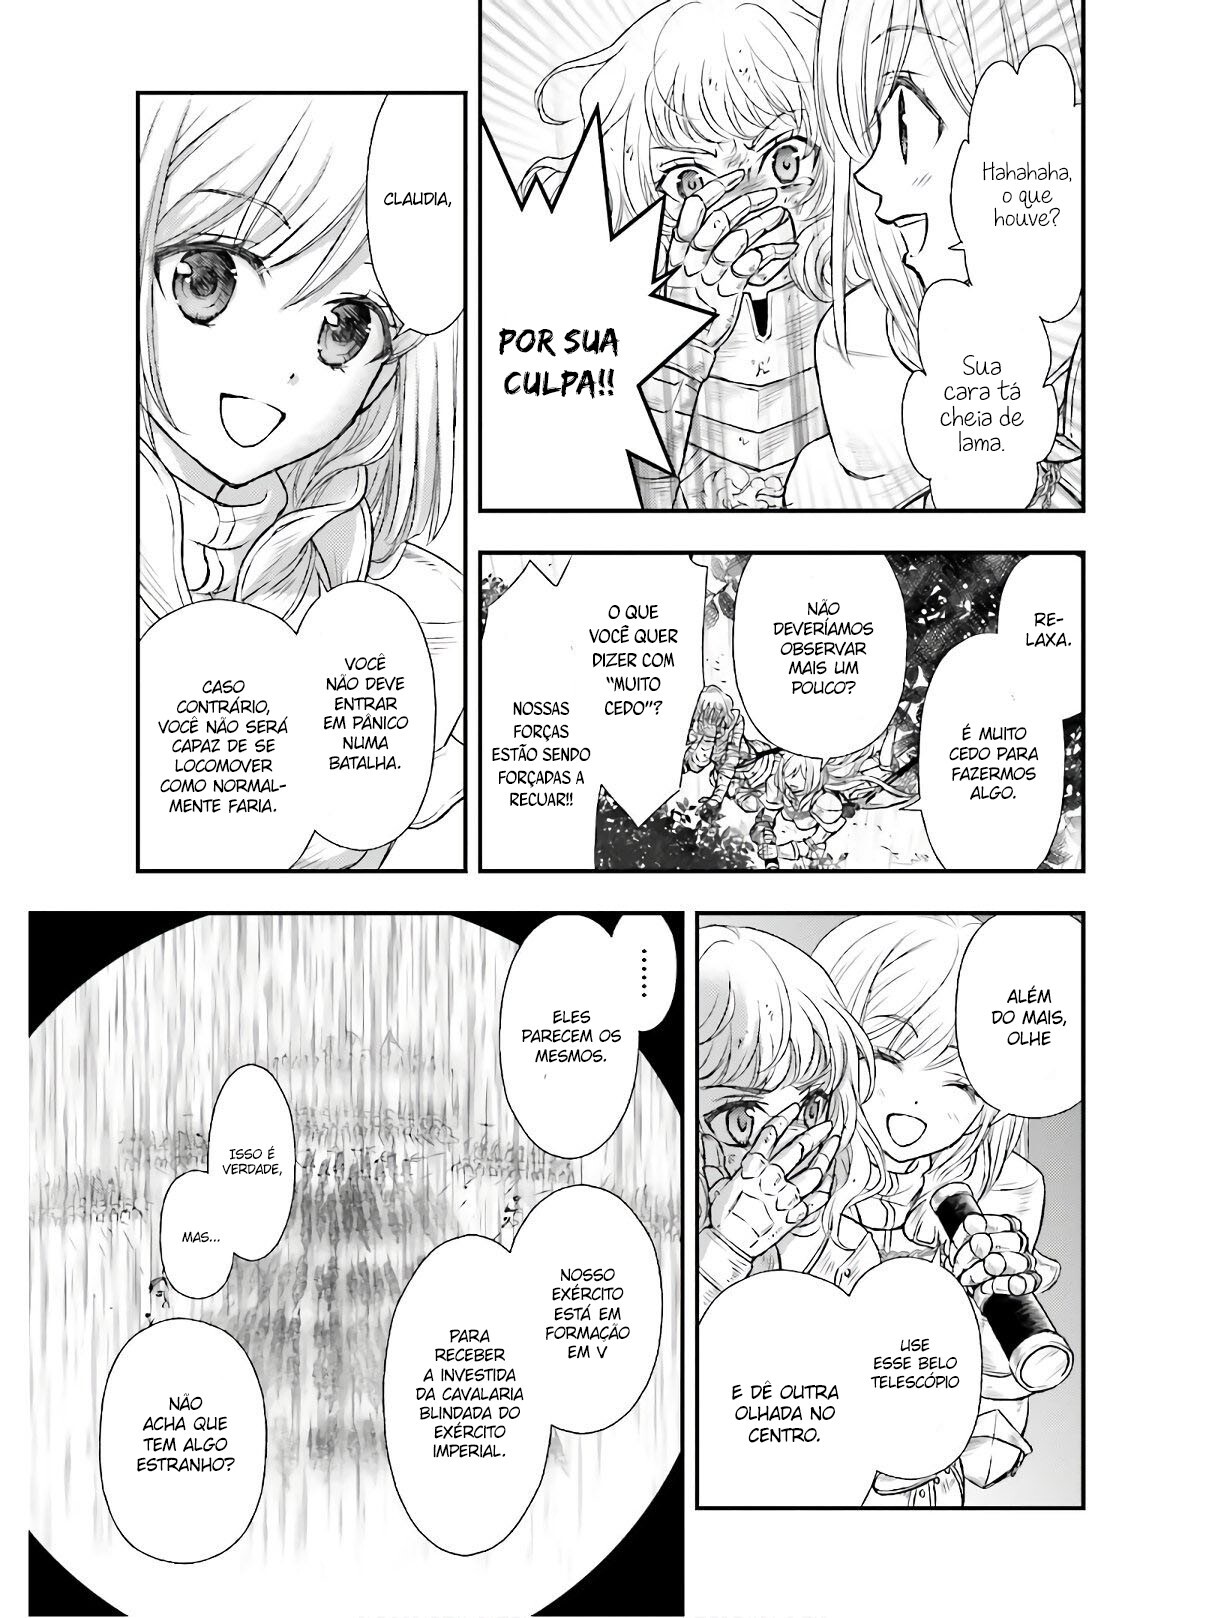 Hahahaha,
o que
houve?
Sua
cara tá
cheia de
lama.
POR SUA
CULPA!!
CLAUDIA,
VOCÊ
NÃO DEVE
ENTRAR
EM PÂNICO
NUMA
BATALHA.
CASO
CONTRÁRIO,
VOCÊ NÃO SERÁ
CAPAZ DE SE
LOCOMOVER
COMO NORMAL-
MENTE FARIA.
RE-
LAXA.
É MUITO
CEDO PARA
FAZERMOS
ALGO.
NÃO
DEVERÍAMOS
OBSERVAR
MAIS UM
POUCO?
O QUE
VOCÊ QUER
DIZER COM
“MUITO
CEDO”?
NOSSAS
FORÇAS
ESTÃO SENDO
FORÇADAS A
RECUAR!!
ALÉM
DO MAIS,
OLHE
USE
ESSE BELO
TELESCÓPIO
E DÊ OUTRA
OLHADA NO
CENTRO.
........
ELES
PARECEM OS
MESMOS.
NOSSO
EXÉRCITO
ESTÁ EM
FORMAÇÃO
EM V
PARA
RECEBER
A INVESTIDA
DA CAVALARIA
BLINDADA DO
EXÉRCITO
IMPERIAL.
ISSO É
VERDADE,
MAS...
NÃO
ACHA QUE
TEM ALGO
ESTRANHO?